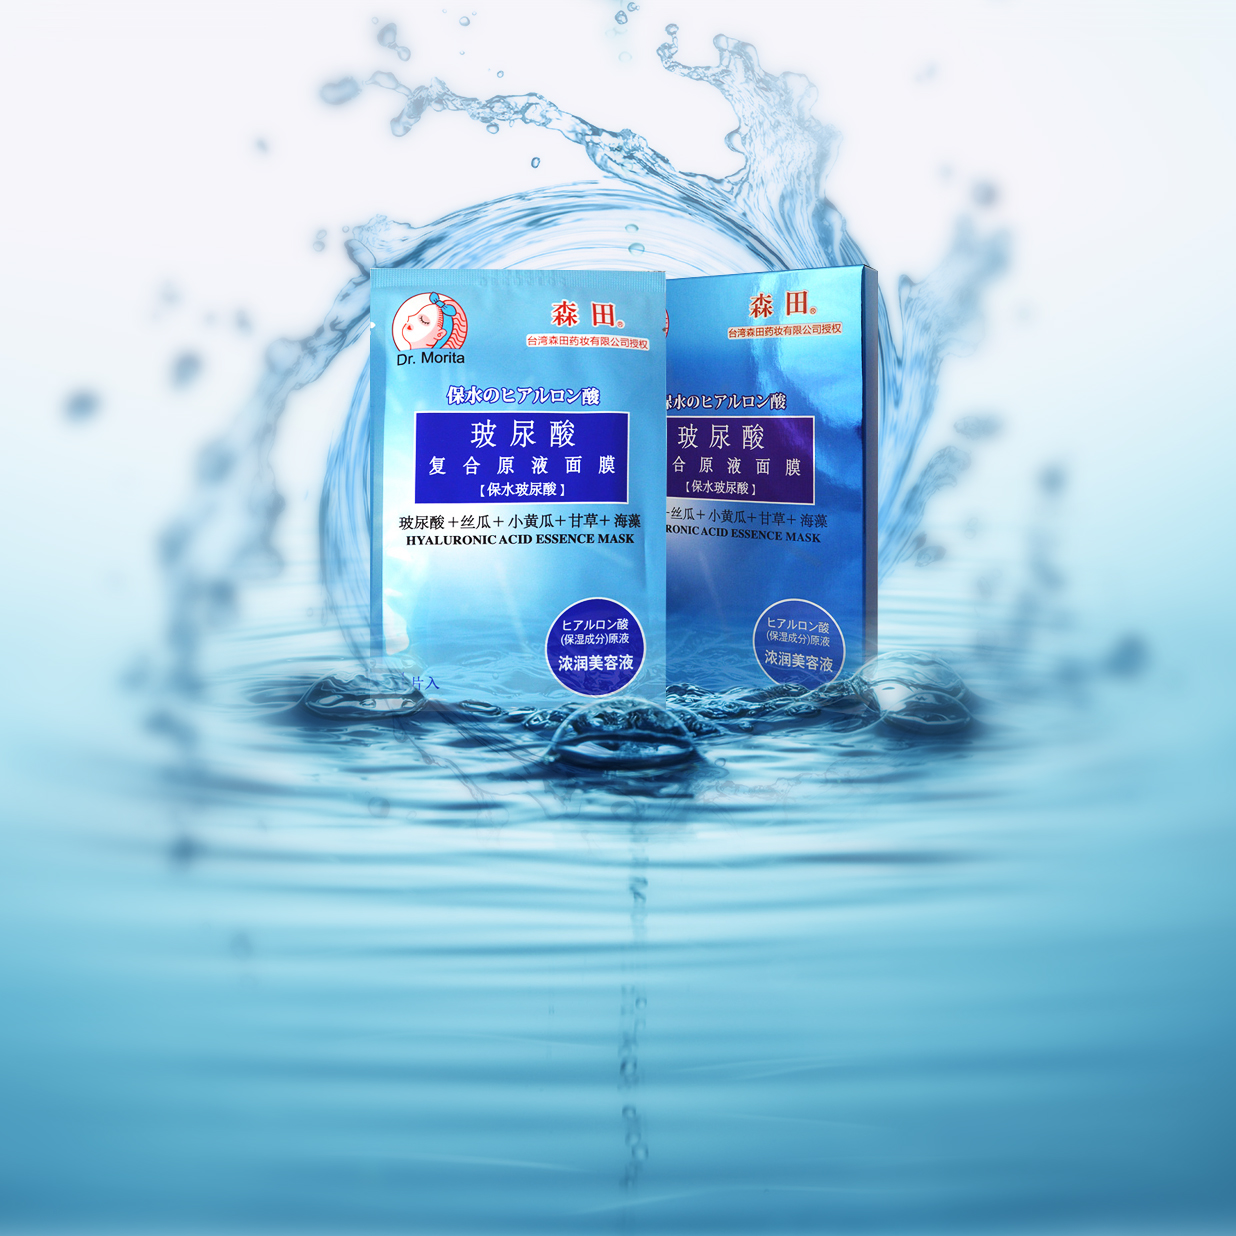 Dr. Morita
森田®
台湾森田药妆有限公司授权
保水のヒアルロン酸
玻尿酸
复合原液面膜
【保水玻尿酸】
玻尿酸+丝瓜+小黄瓜+甘草+海藻
HYALURONIC ACID ESSENCE MASK
ヒアルロン酸
(保湿成分)原液
浓润美容液
片入
森田®
台湾森田药妆有限公司授权
水のヒアルロン酸
玻尿酸
合原液面膜
【保水玻尿酸】
+丝瓜+小黄瓜+甘草+海藻
RONIC ACID ESSENCE MASK
ヒアルロン酸
(保湿成分)原液
浓润美容液